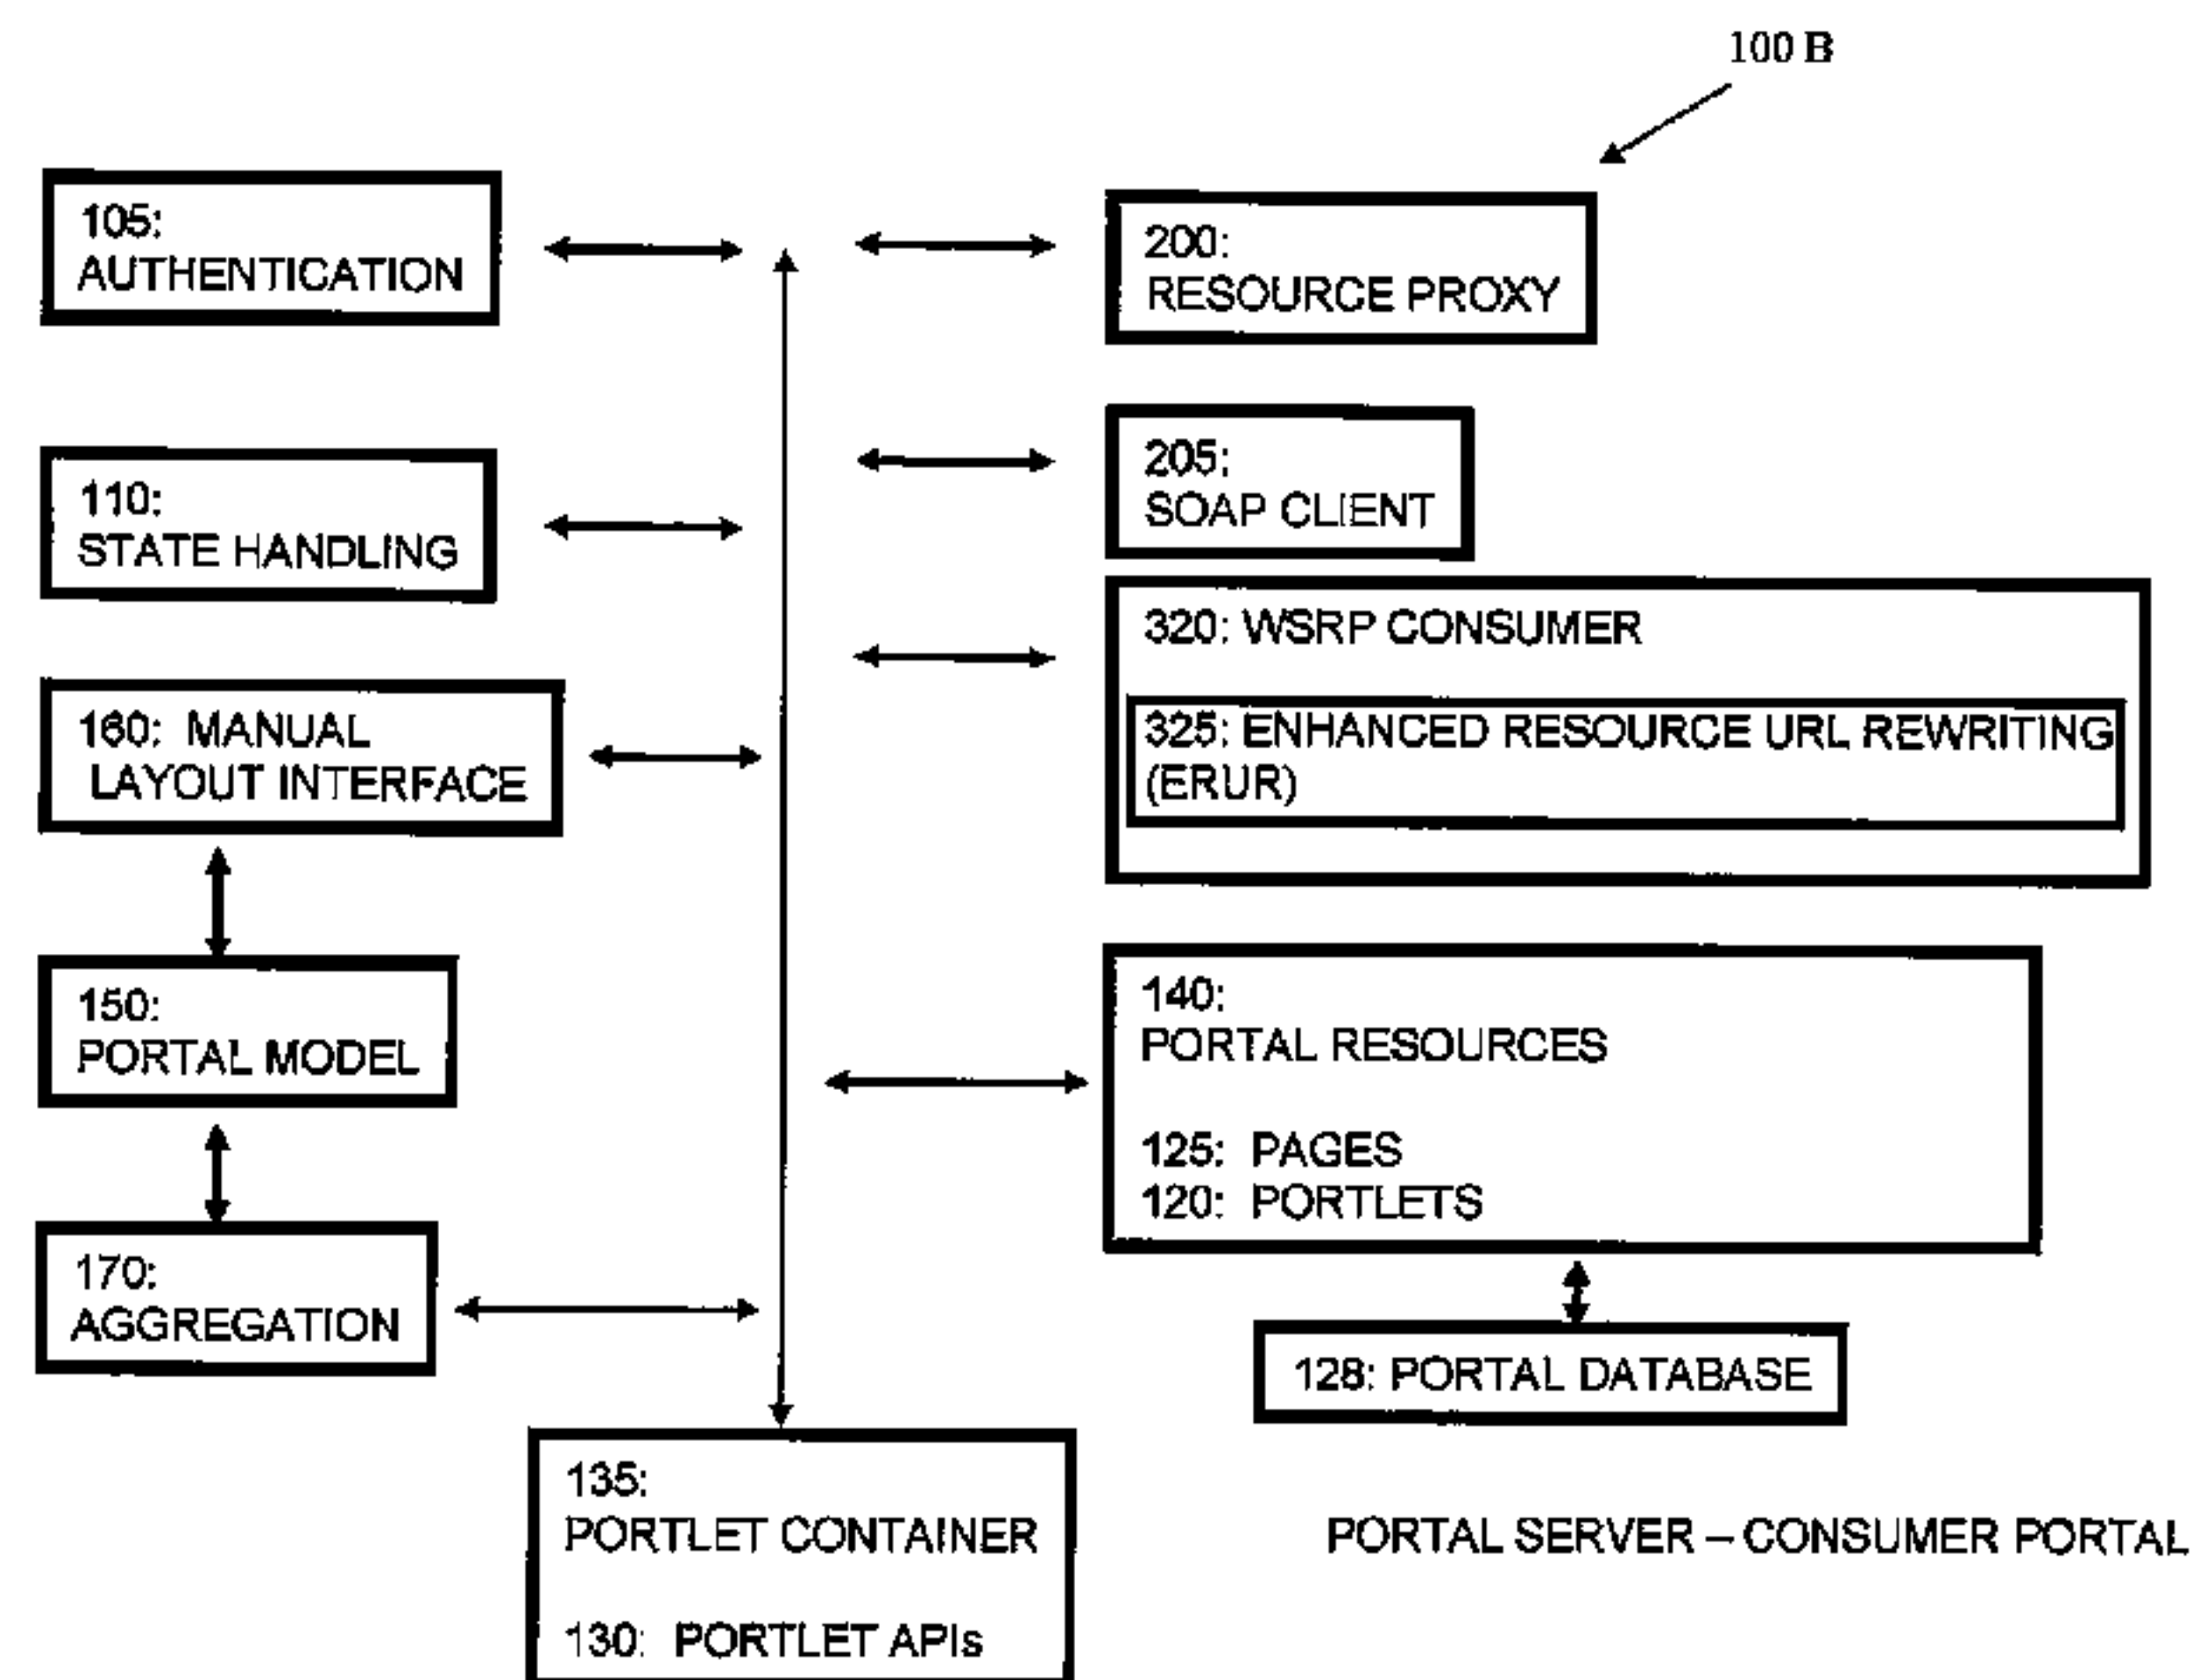 100 B
105:
AUTHENTICATION
200:
RESOURCE PROXY
110:
STATE HANDLING
205:
SOAP CLIENT
320: WSRP CONSUMER
325: ENHANCED RESOURCE URL REWRITING
(ERUR)
160: MANUAL
LAYOUT INTERFACE
150:
PORTAL MODEL
140:
PORTAL RESOURCES
125: PAGES
120: PORTLETS
170:
AGGREGATION
128: PORTAL DATABASE
135:
PORTLET CONTAINER
130: PORTLET APIs
PORTAL SERVER – CONSUMER PORTAL